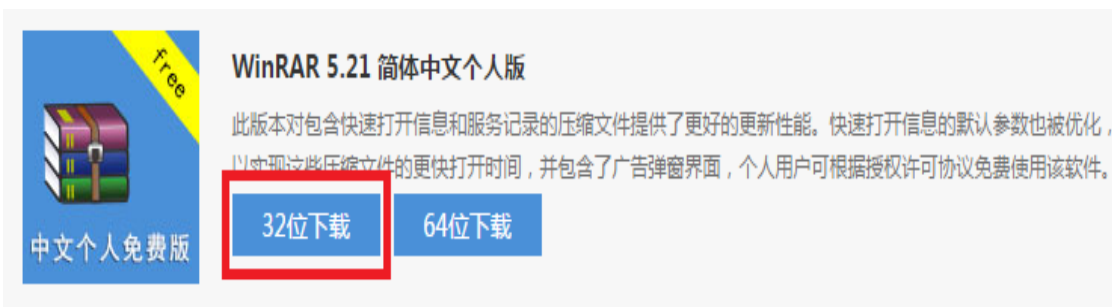 free
中文个人免费版
WinRAR 5.21 简体中文个人版
此版本对包含快速打开信息和服务记录的压缩文件提供了更好的更新性能。快速打开信息的默认参数也被优化，
以实现这些压缩文件的更快打开时间，并包含了广告弹窗界面，个人用户可根据授权许可协议免费使用该软件。
32位下载 64位下载